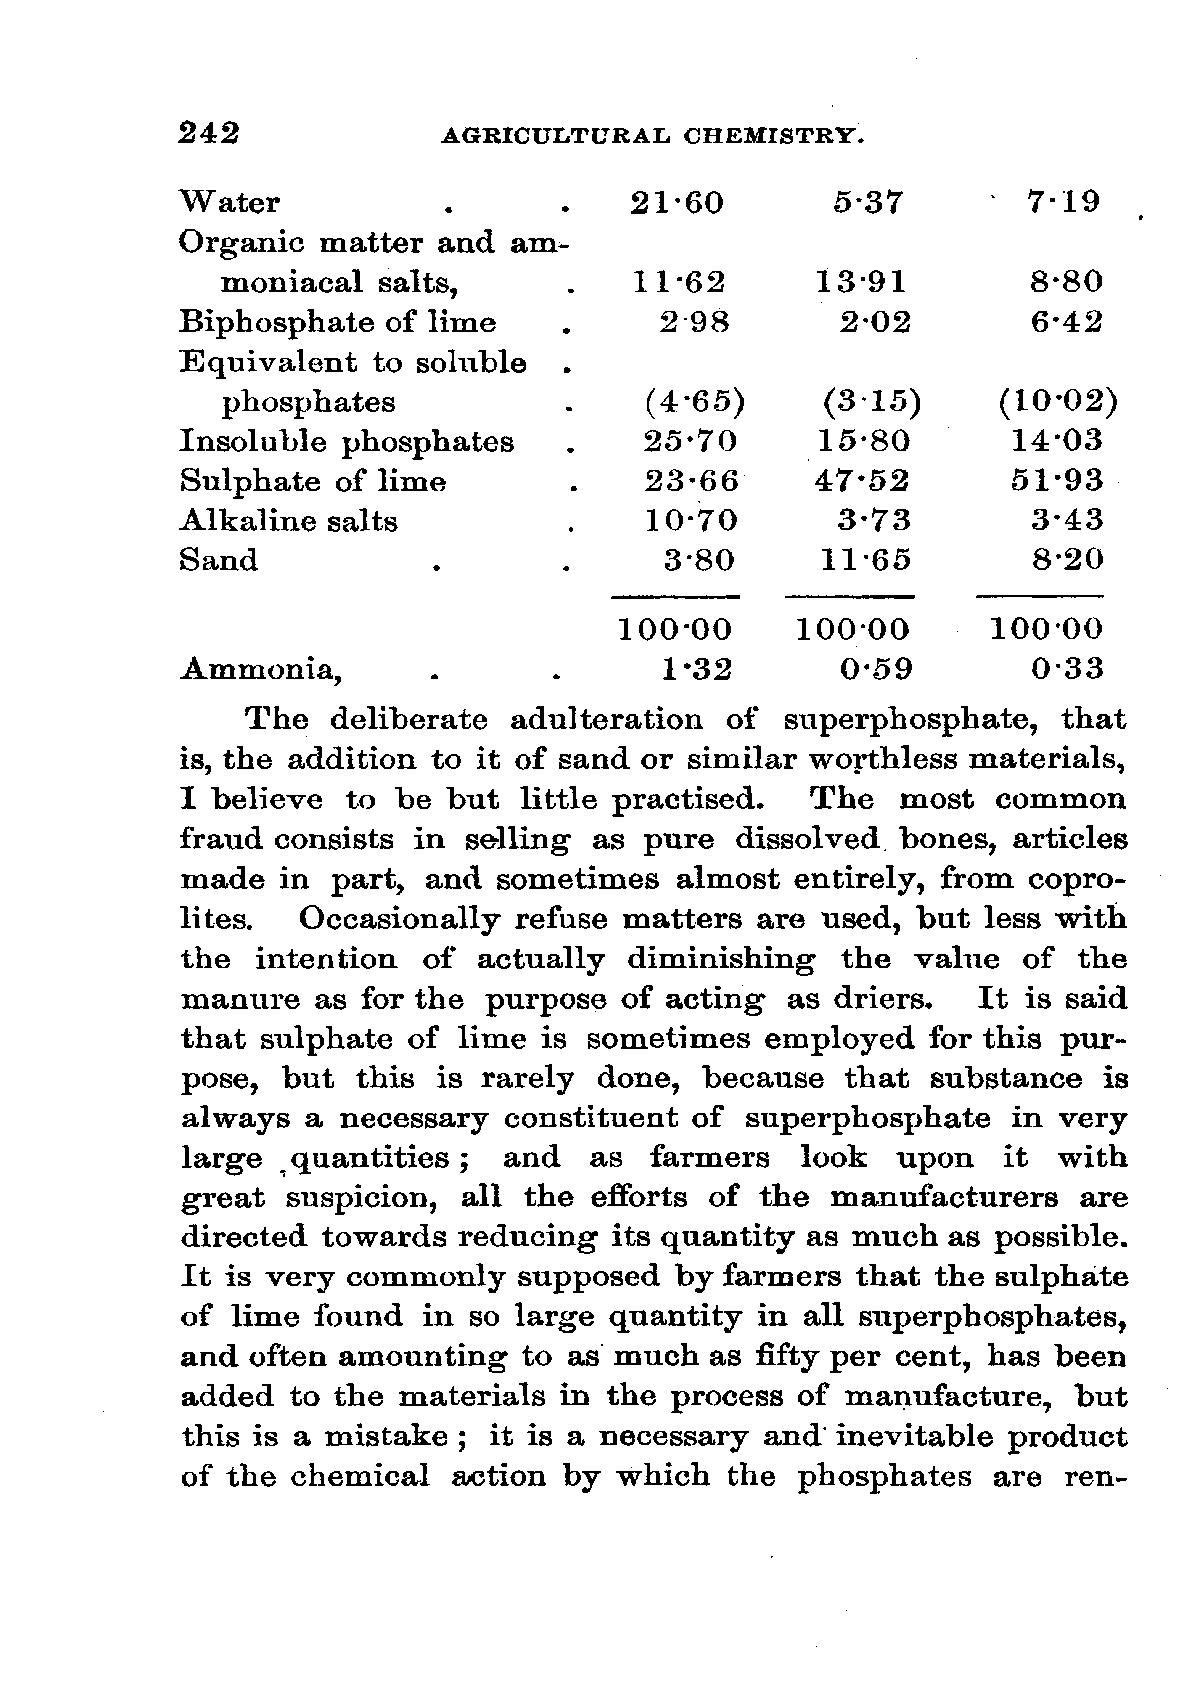 242 AGRICULTURAL CHEMISTRY.
Water . . 21·60 5·37 7·19
Organic matter and am-
moniacal salts, . 11·62 13·91 8·80
Biphosphate of lime . 2·98 2·02 6·42
Equivalent to soluble .
phosphates . (4·65) (3·15) (10·02)
Insoluble phosphates . 25·70 15·80 14·03
Sulphate of lime . 23·66 47·52 51·93
Alkaline salts . 10·70 3·73 3·43
Sand . . 3·80 11·65 8·20
100·00 100·00 100·00
Ammonia, . . 1·32 0·59 0·33
The deliberate adulteration of superphosphate, that
is, the addition to it of sand or similar worthless materials,
I believe to be but little practised. The most common
fraud consists in selling as pure dissolved bones, articles
made in part, and sometimes almost entirely, from copro-
lites. Occasionally refuse matters are used, but less with
the intention of actually diminishing the value of the
manure as for the purpose of acting as driers. It is said
that sulphate of lime is sometimes employed for this pur-
pose, but this is rarely done, because that substance is
always a necessary constituent of superphosphate in very
large quantities ; and as farmers look upon it with
great suspicion, all the efforts of the manufacturers are
directed towards reducing its quantity as much as possible.
It is very commonly supposed by farmers that the sulphate
of lime found in so large quantity in all superphosphates,
and often amounting to as much as fifty per cent, has been
added to the materials in the process of manufacture, but
this is a mistake ; it is a necessary and inevitable product
of the chemical action by which the phosphates are ren-